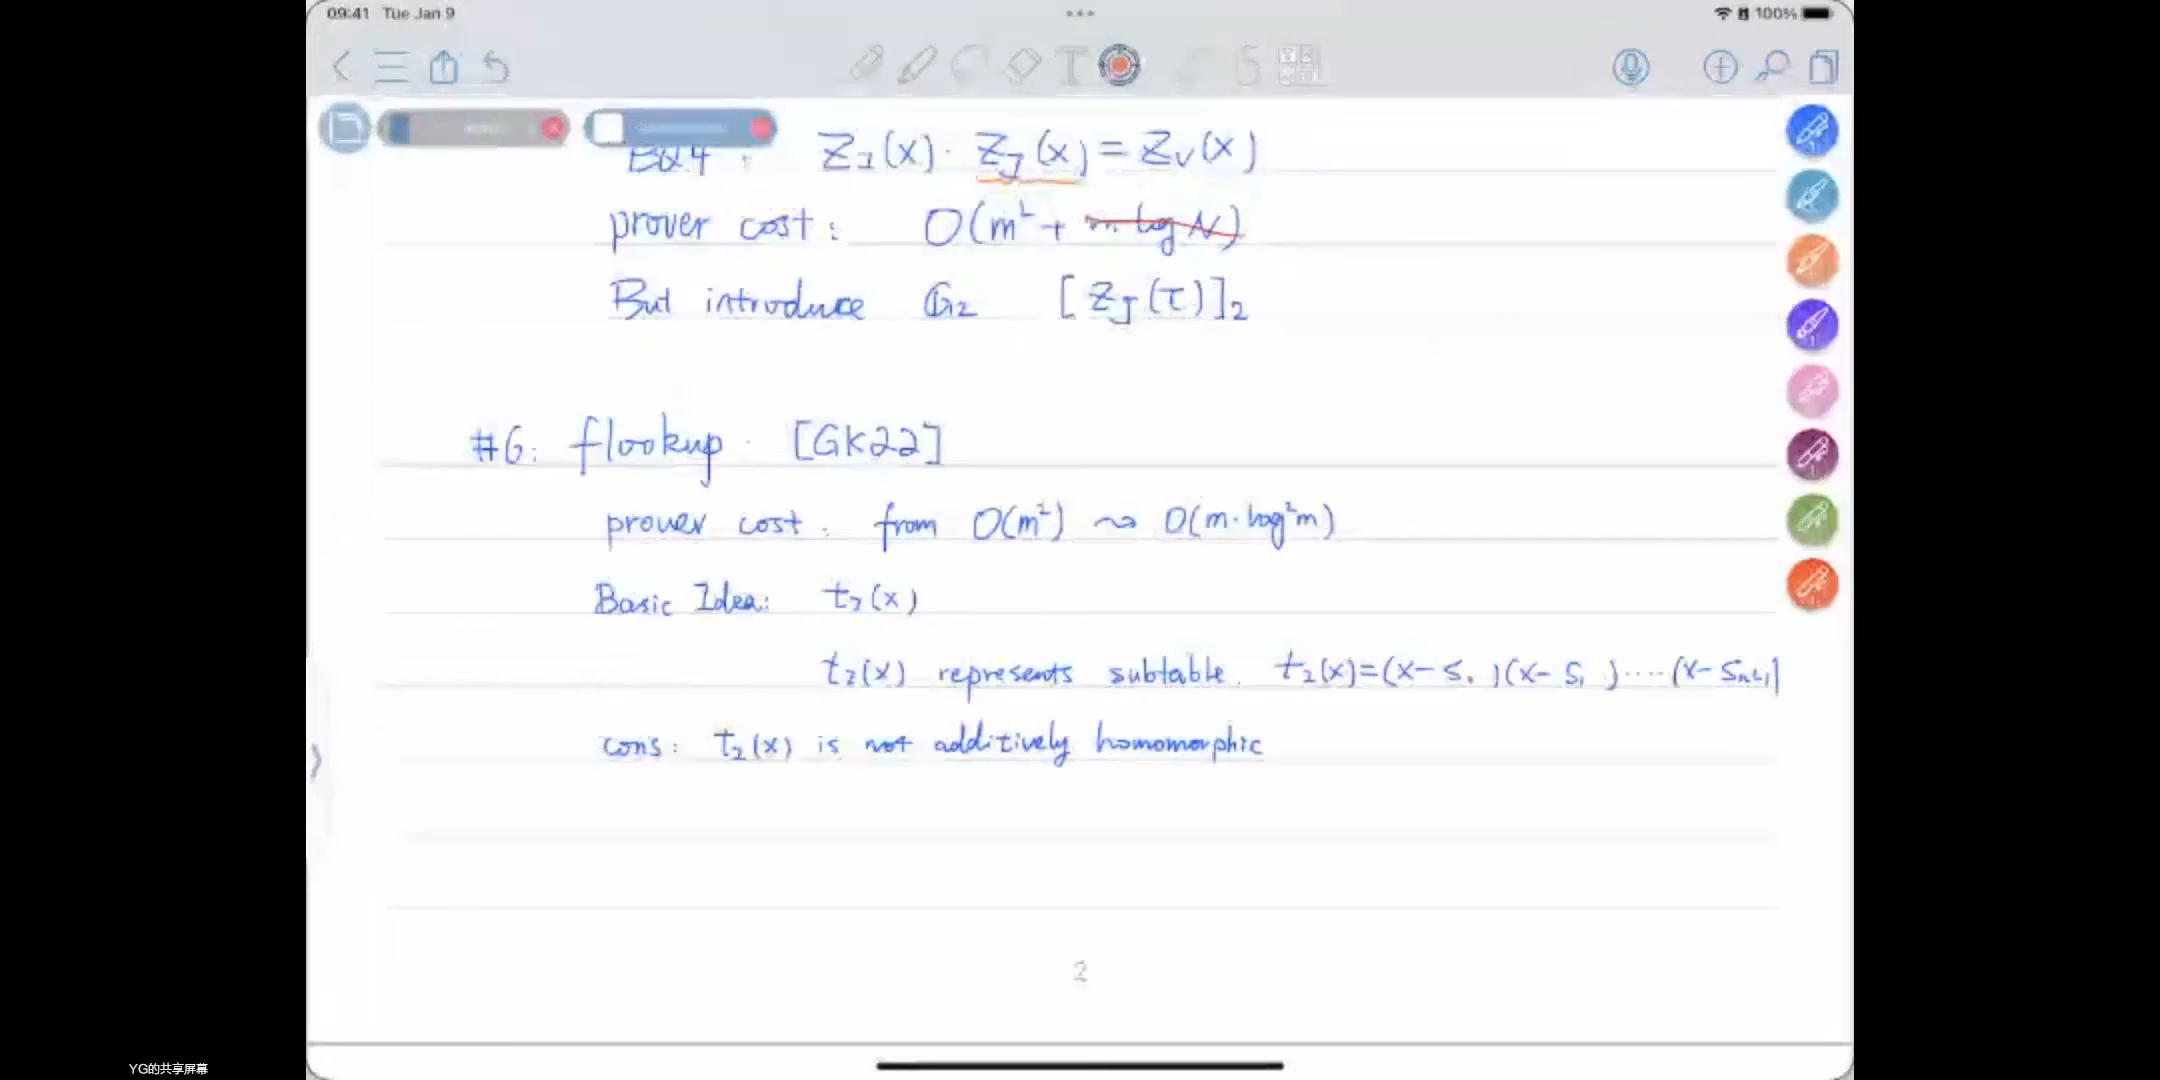 09:41 Tue Jan 9
100%
EQ4 : Z_I(X) · Z_J(X) = Z_V(X)
prover cost: O(m² + m log N)
But introduce G₂ [Z_J(τ)]₂
#6: flookup. [GK22]
prover cost: from O(m²) ⤳ O(m·log²m)
Basic Idea: t_I(X)
t_I(X) represents subtable. t_I(X)=(X-S₀)(X-S₁)····(X-Sₙ₋₁)
cons: t_I(X) is not additively homomorphic
2
YG的共享屏幕